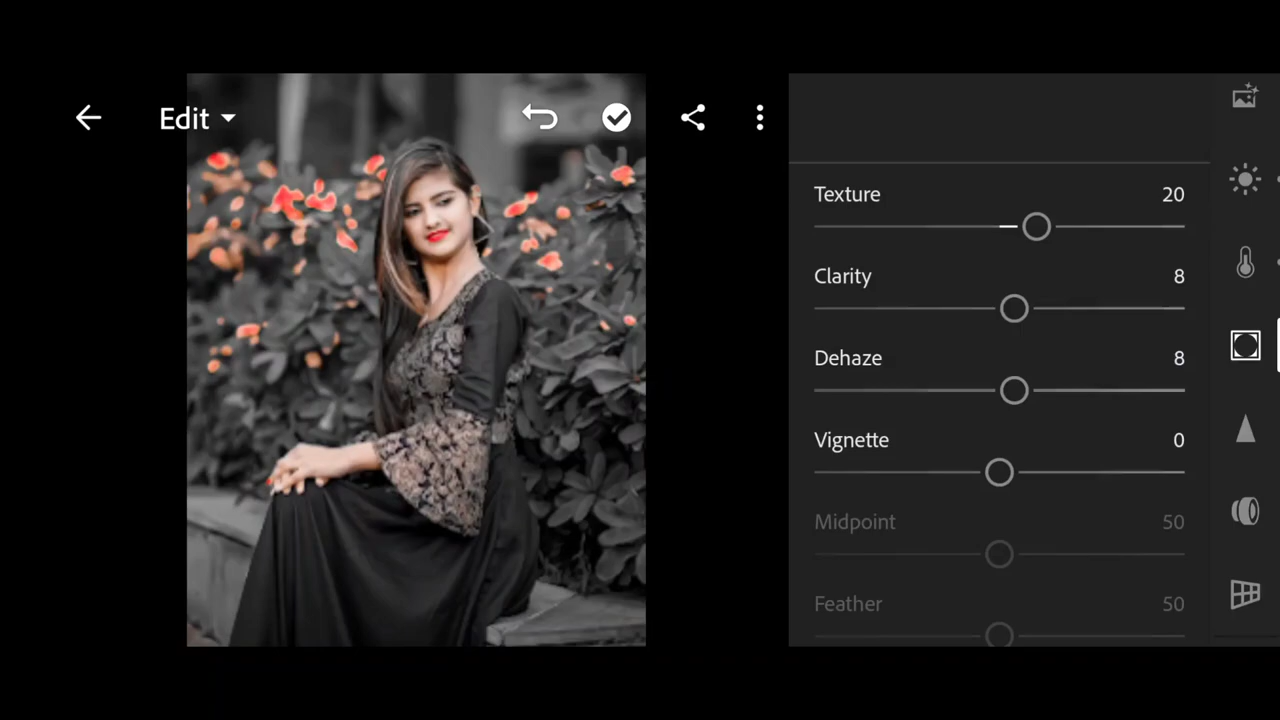 Edit
Texture 20
Clarity 8
Dehaze 8
Vignette 0
Midpoint 50
Feather 50